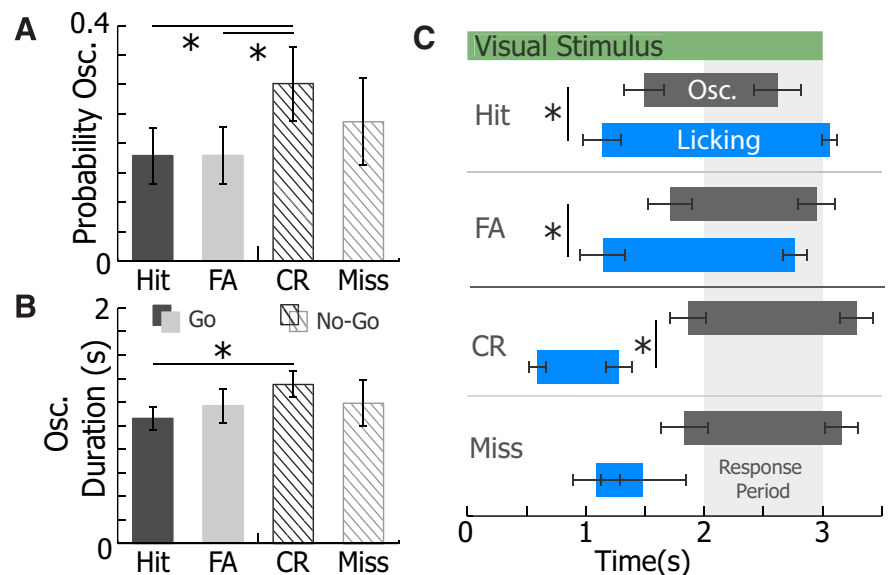 A
0.4
Probability Osc.
*
*
0
Hit FA CR Miss
B
2
Go
No-Go
*
Osc.
Duration (s)
0
Hit FA CR Miss
C
Visual Stimulus
Hit
*
Osc.
Licking
FA
*
CR
*
Miss
Response
Period
0 1 2 3
Time(s)